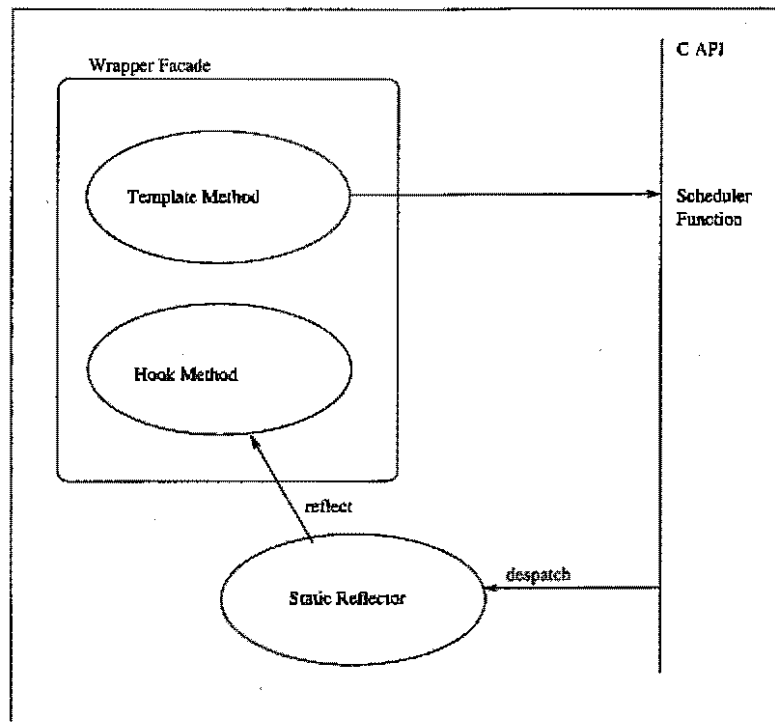 C API
Wrapper Facade
Template Method
Scheduler
Function
Hook Method
reflect
despatch
Static Reflector